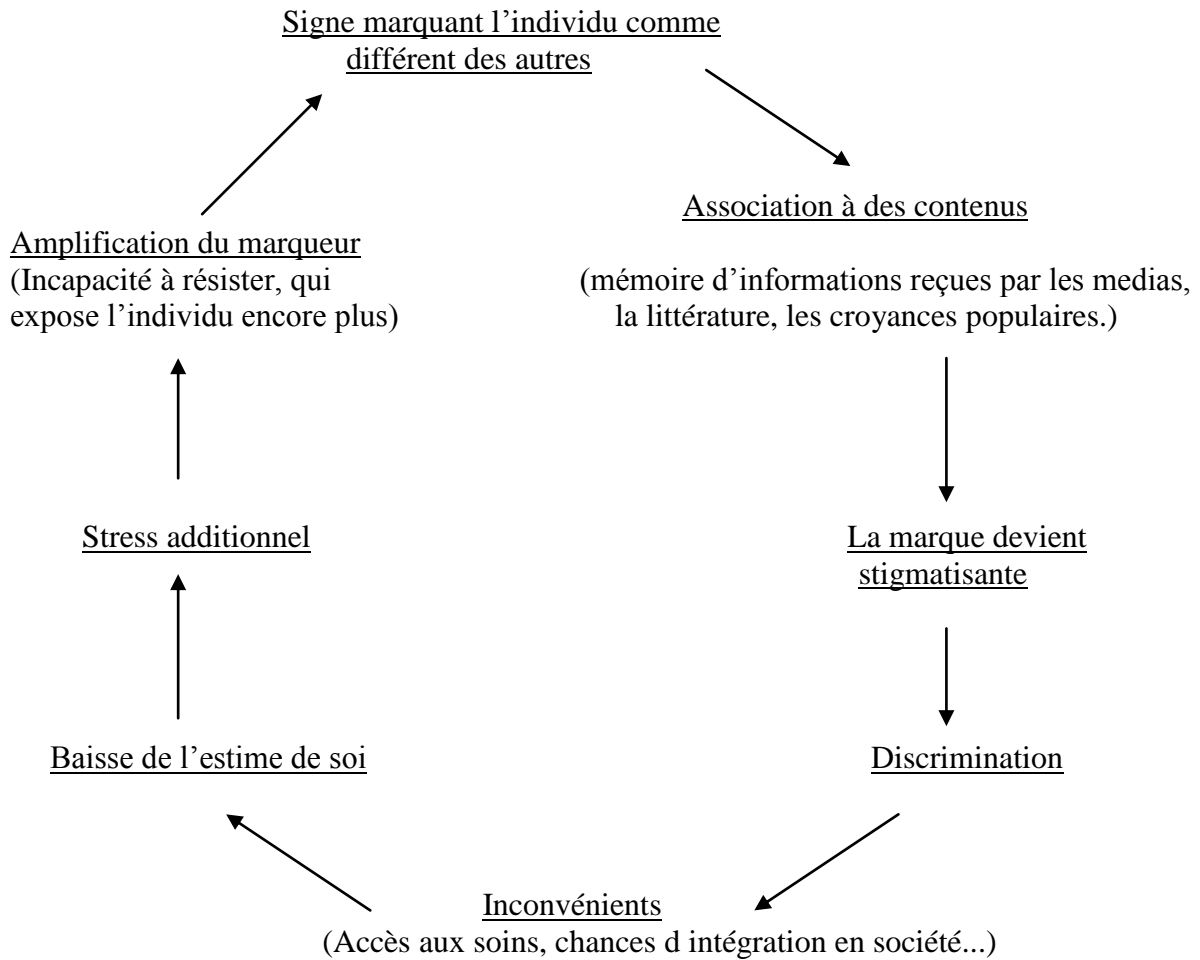 Signe marquant l’individu comme
différent des autres
Association à des contenus
(mémoire d’informations reçues par les medias,
la littérature, les croyances populaires.)
La marque devient
stigmatisante
Discrimination
Inconvénients
(Accès aux soins, chances d intégration en société...)
Baisse de l’estime de soi
Stress additionnel
Amplification du marqueur
(Incapacité à résister, qui
expose l’individu encore plus)